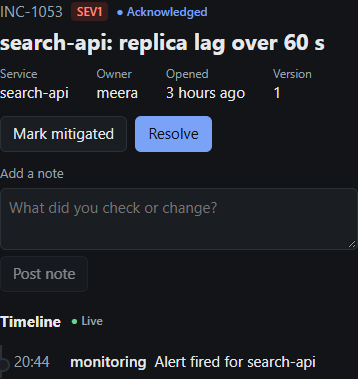 INC-1053 SEV1 Acknowledged
search-api: replica lag over 60 s
Service Owner Opened Version
search-api meera 3 hours ago 1
Mark mitigated Resolve
Add a note
What did you check or change?
Post note
Timeline Live
20:44 monitoring Alert fired for search-api